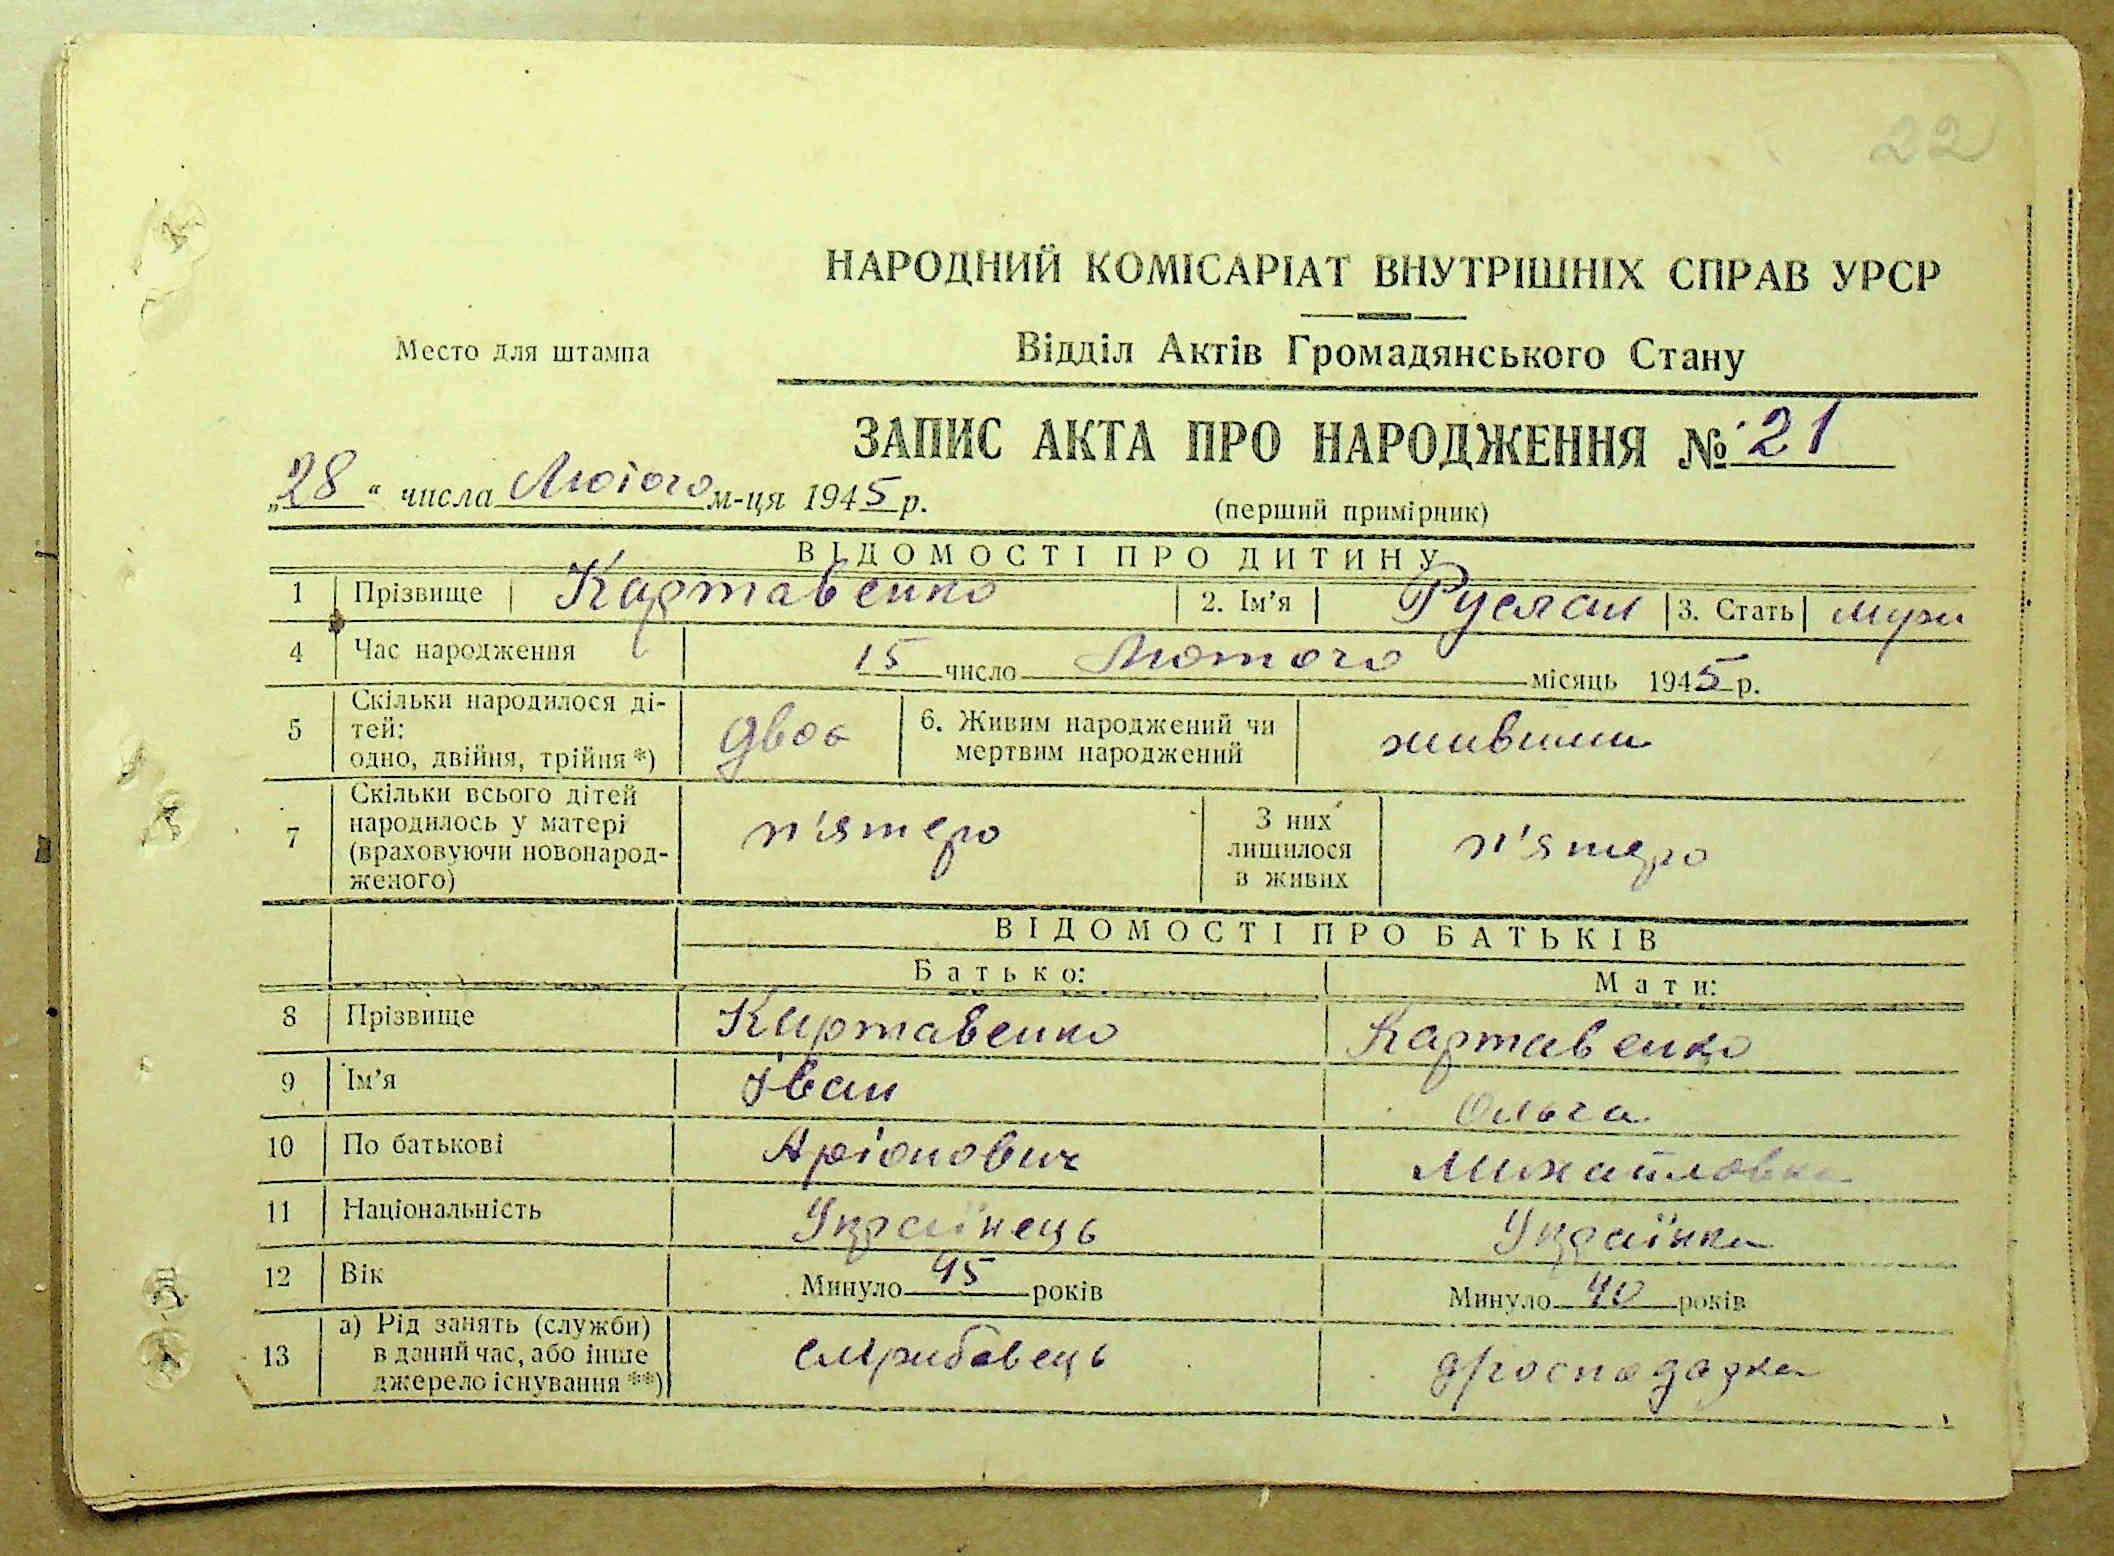 22
НАРОДНИЙ КОМІСАРІАТ ВНУТРІШНІХ СПРАВ УРСР
Место для штампа
Відділ Актів Громадянського Стану
ЗАПИС АКТА ПРО НАРОДЖЕННЯ № 21
„28“ числа Лютого м-ця 1945 р.
(перший примірник)
ВІДОМОСТІ ПРО ДИТИНУ
1 Прізвище Картавенко 2. Ім’я Руслан 3. Стать муж
4 Час народження 15 число Лютого місяць 1945 р.
5 Скільки народилося ді-
тей:
одно, двійня, трійня *)
двоє
6. Живим народжений чи
мертвим народжений
живими
7 Скільки всього дітей
народилось у матері
(враховуючи новонарод-
женого)
п'ятеро
З них
лишилося
в живих
п'ятеро
ВІДОМОСТІ ПРО БАТЬКІВ
Батько: Мати:
8 Прізвище Картавенко Картавенко
9 Ім’я Іван Ольга
10 По батькові Аріонович Михайловна
11 Національність Українець Українка
12 Вік Минуло 45 років Минуло 40 років
13 а) Рід занять (служби)
в даний час, або інше
джерело існування **)